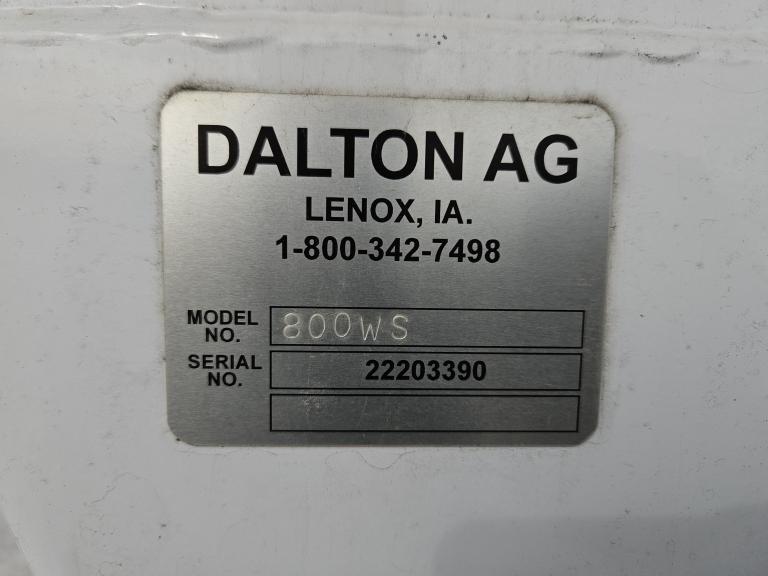 DALTON AG
LENOX, IA.
1-800-342-7498
MODEL NO. 800WS
SERIAL NO. 22203390